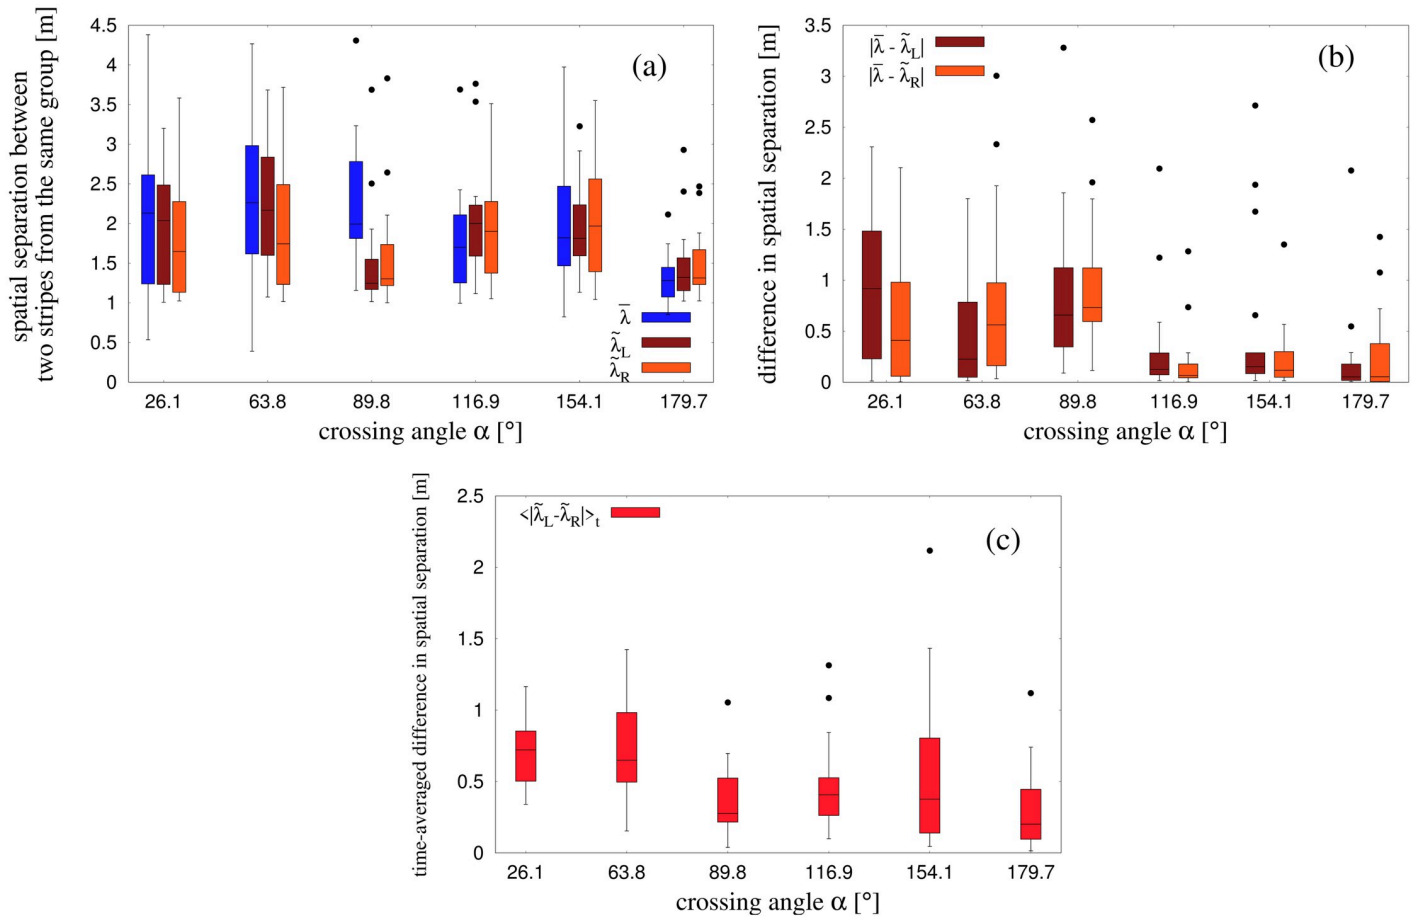 spatial separation between
two stripes from the same group [m]
4.5
4
3.5
3
2.5
2
1.5
1
0.5
0
(a)
λ̅
λ̃L
λ̃R
26.1 63.8 89.8 116.9 154.1 179.7
crossing angle α [°]
difference in spatial separation [m]
3.5
3
2.5
2
1.5
1
0.5
0
|λ̅ - λ̃L|
|λ̅ - λ̃R|
(b)
26.1 63.8 89.8 116.9 154.1 179.7
crossing angle α [°]
time-averaged difference in spatial separation [m]
2.5
2
1.5
1
0.5
0
<|λ̃L-λ̃R|>t
(c)
26.1 63.8 89.8 116.9 154.1 179.7
crossing angle α [°]